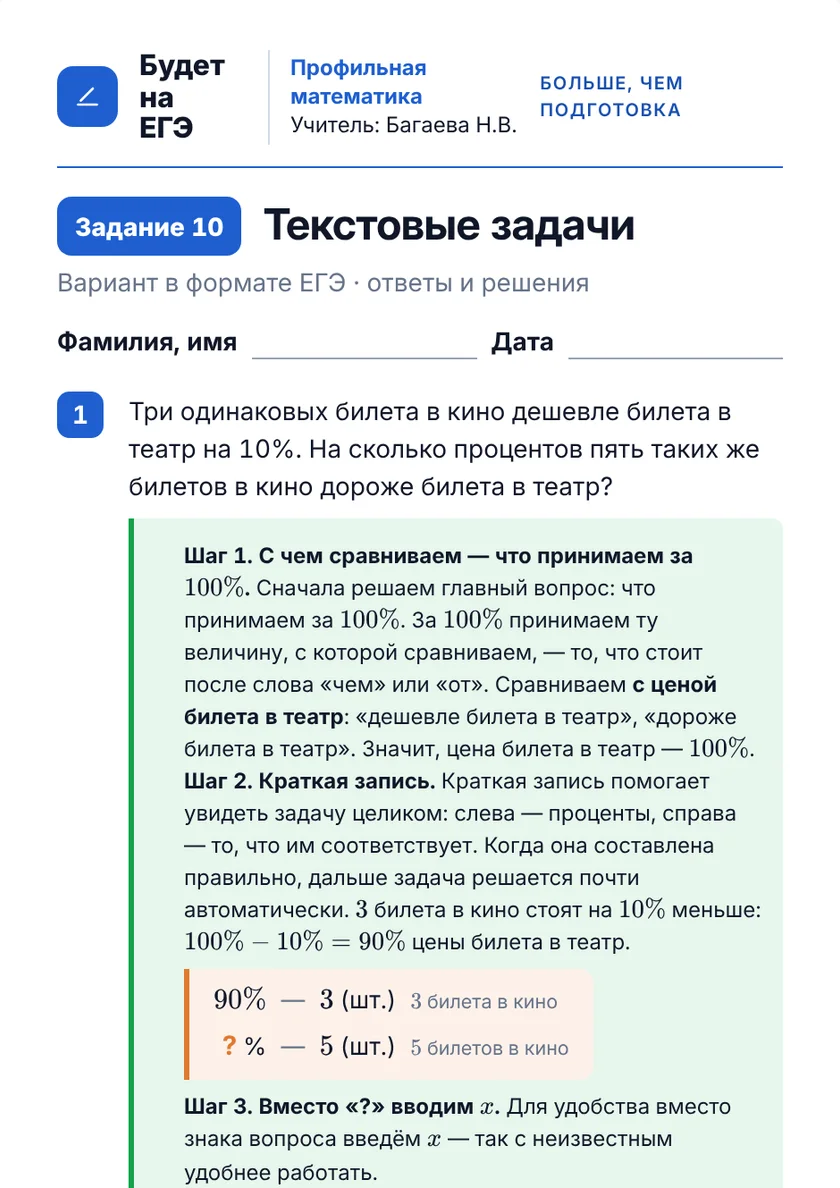 Будет
на
ЕГЭ
Профильная
математика
Учитель: Багаева Н.В.
БОЛЬШЕ, ЧЕМ
ПОДГОТОВКА
Задание 10 Текстовые задачи
Вариант в формате ЕГЭ · ответы и решения
Фамилия, имя Дата
1 Три одинаковых билета в кино дешевле билета в
театр на 10%. На сколько процентов пять таких же
билетов в кино дороже билета в театр?
Шаг 1. С чем сравниваем — что принимаем за
100%. Сначала решаем главный вопрос: что
принимаем за 100%. За 100% принимаем ту
величину, с которой сравниваем, — то, что стоит
после слова «чем» или «от». Сравниваем с ценой
билета в театр: «дешевле билета в театр», «дороже
билета в театр». Значит, цена билета в театр — 100%.
Шаг 2. Краткая запись. Краткая запись помогает
увидеть задачу целиком: слева — проценты, справа
— то, что им соответствует. Когда она составлена
правильно, дальше задача решается почти
автоматически. 3 билета в кино стоят на 10% меньше:
100% − 10% = 90% цены билета в театр.
90% — 3 (шт.) 3 билета в кино
? % — 5 (шт.) 5 билетов в кино
Шаг 3. Вместо «?» вводим x. Для удобства вместо
знака вопроса введём x — так с неизвестным
удобнее работать.